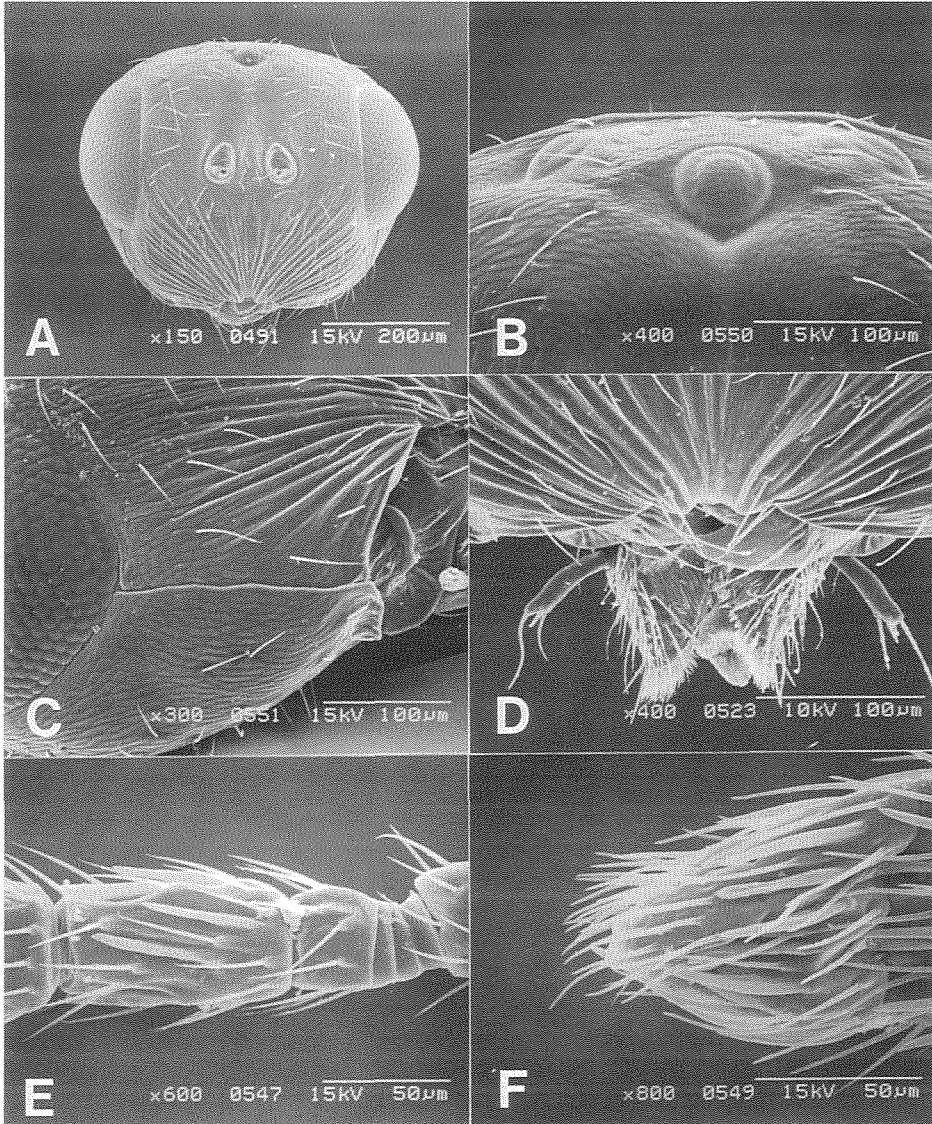 A
×150 0491 15kV 200µm
B
×400 0550 15kV 100µm
C
×300 0551 15kV 100µm
D
×400 0523 10kV 100µm
E
×600 0547 15kV 50µm
F
×800 0549 15kV 50µm